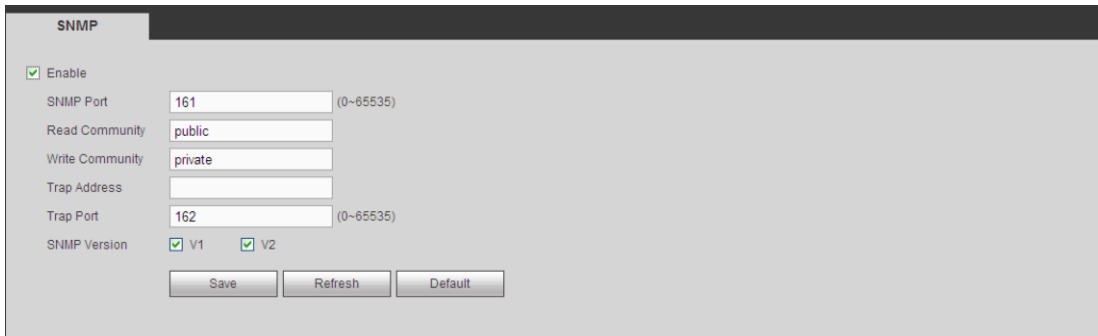 SNMP
Enable
SNMP Port 161 (0~65535)
Read Community public
Write Community private
Trap Address
Trap Port 162 (0~65535)
SNMP Version V1 V2
Save Refresh Default